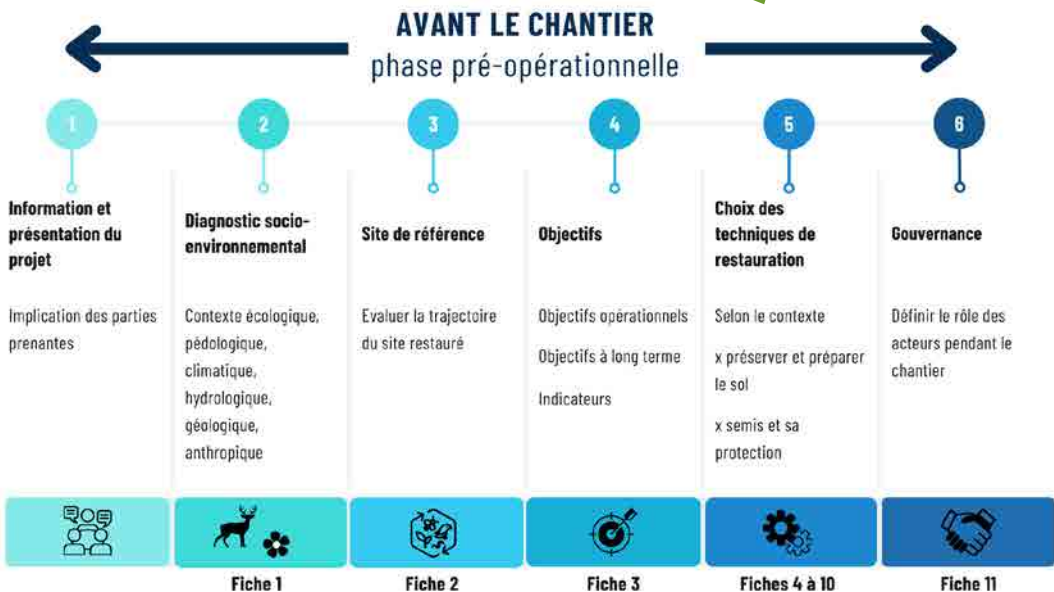 AVANT LE CHANTIER
phase pré-opérationnelle
1
2
3
4
5
6
Information et
présentation du
projet
Implication des parties
prenantes
Diagnostic socio-
environnemental
Contexte écologique,
pédologique,
climatique,
hydrologique,
géologique,
anthropique
Site de référence
Evaluer la trajectoire
du site restauré
Objectifs
Objectifs opérationnels
Objectifs à long terme
Indicateurs
Choix des
techniques de
restauration
Selon le contexte
x préserver et préparer
le sol
x semis et sa
protection
Gouvernance
Définir le rôle des
acteurs pendant le
chantier
Fiche 1
Fiche 2
Fiche 3
Fiches 4 à 10
Fiche 11